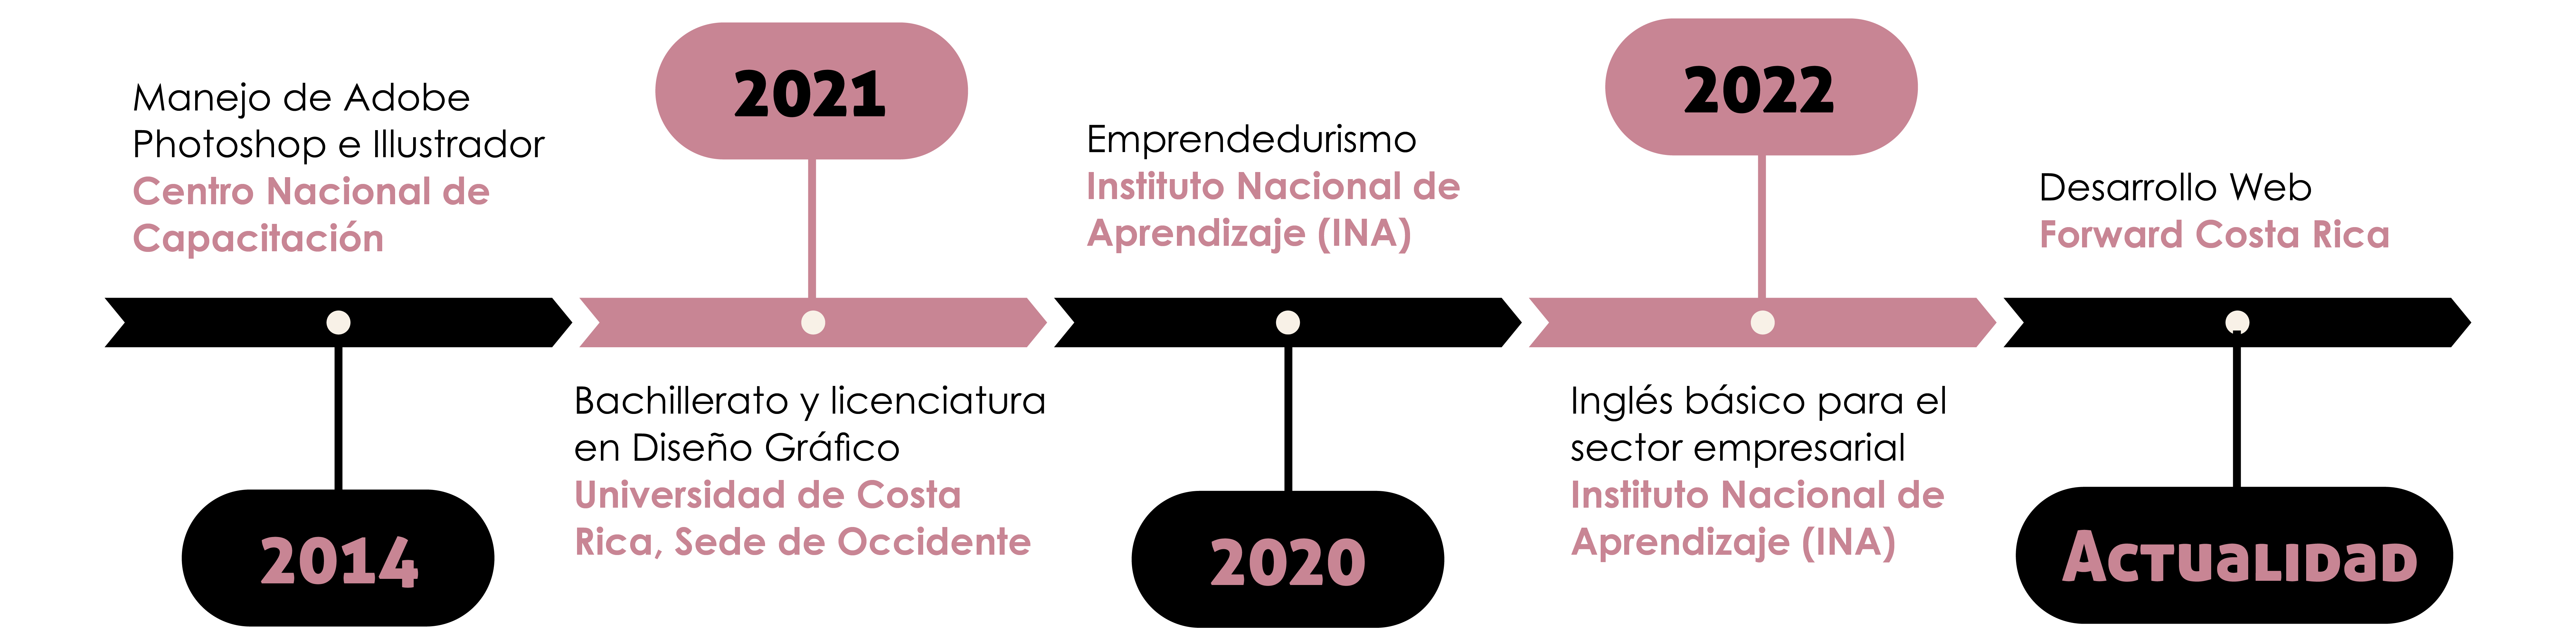 Manejo de Adobe
Photoshop e Illustrador
Centro Nacional de
Capacitación
2014
2021
Bachillerato y licenciatura
en Diseño Gráfico
Universidad de Costa
Rica, Sede de Occidente
Emprendedurismo
Instituto Nacional de
Aprendizaje (INA)
2020
2022
Inglés básico para el
sector empresarial
Instituto Nacional de
Aprendizaje (INA)
Desarrollo Web
Forward Costa Rica
Actualidad